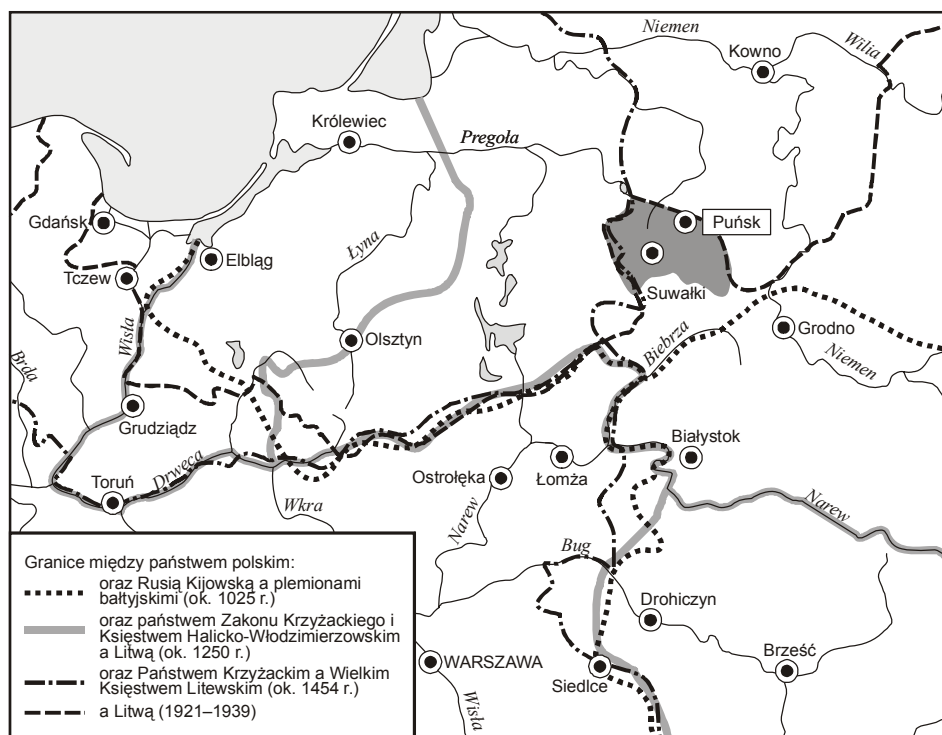 Niemen
Kowno
Wilia
Królewiec
Pregoła
Gdańsk
Puńsk
Łyna
Elbląg
Tczew
Suwałki
Wisła
Olsztyn
Biebrza
Grodno
Brda
Niemen
Grudziądz
Białystok
Drwęca
Ostrołęka
Łomża
Toruń
Wkra
Narew
Narew
Bug
Drohiczyn
WARSZAWA
Siedlce
Brześć
Wisła
Granice między państwem polskim:
oraz Rusią Kijowską a plemionami
bałtyjskimi (ok. 1025 r.)
oraz państwem Zakonu Krzyżackiego i
Księstwem Halicko-Włodzimierzowskim
a Litwą (ok. 1250 r.)
oraz Państwem Krzyżackim a Wielkim
Księstwem Litewskim (ok. 1454 r.)
a Litwą (1921–1939)